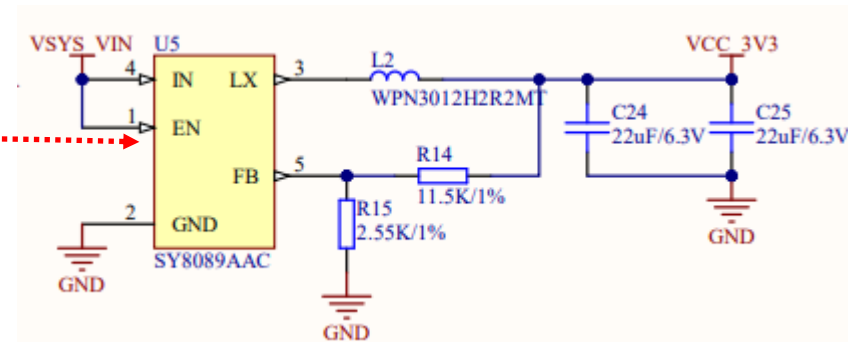 VSYS_VIN
U5
4
IN
LX
3
1
EN
FB
5
2
GND
SY8089AAC
GND
L2
WPN3012H2R2MT
R14
11.5K/1%
R15
2.55K/1%
GND
VCC_3V3
C24
22uF/6.3V
C25
22uF/6.3V
GND